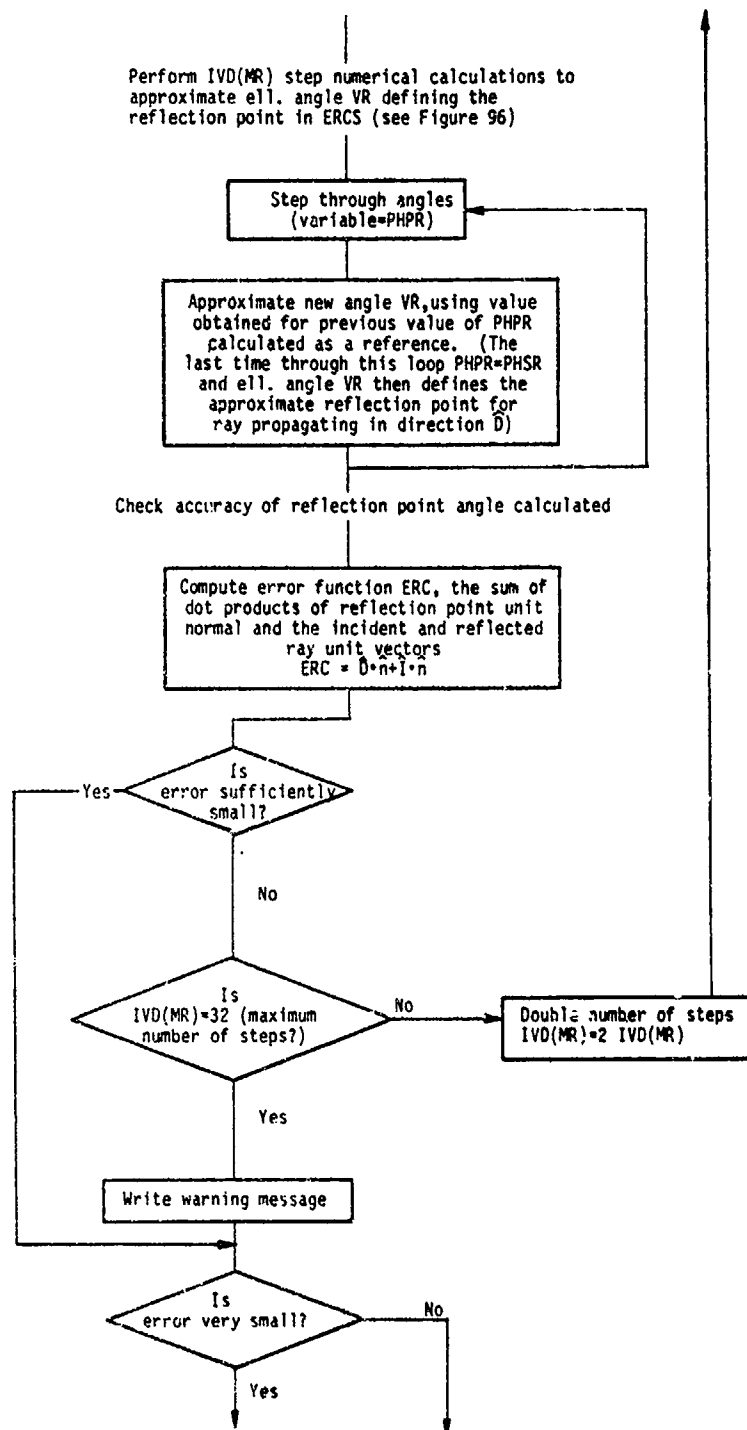 Perform IVD(MR) step numerical calculations to
approximate ell. angle VR defining the
reflection point in ERCS (see Figure 96)
Step through angles
(variable=PHPR)
Approximate new angle VR,using value
obtained for previous value of PHPR
calculated as a reference. (The
last time through this loop PHPR=PHSR
and ell. angle VR then defines the
approximate reflection point for
ray propagating in direction D̂)
Check accuracy of reflection point angle calculated
Compute error function ERC, the sum of
dot products of reflection point unit
normal and the incident and reflected
ray unit vectors
ERC = D̂·n̂+Î·n̂
Is
error sufficiently
small?
Yes
No
Is
IVD(MR)=32 (maximum
number of steps?)
No
Double number of steps
IVD(MR)=2 IVD(MR)
Yes
Write warning message
Is
error very small?
No
Yes